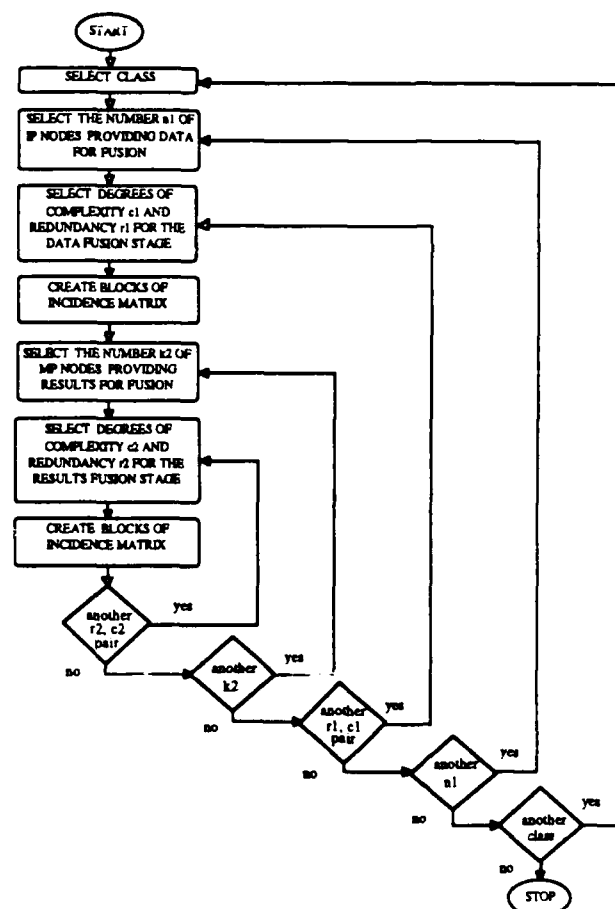 START
SELECT CLASS
SELECT THE NUMBER n1 OF
IP NODES PROVIDING DATA
FOR FUSION
SELECT DEGREES OF
COMPLEXITY c1 AND
REDUNDANCY r1 FOR THE
DATA FUSION STAGE
CREATE BLOCKS OF
INCIDENCE MATRIX
SELECT THE NUMBER k2 OF
MP NODES PROVIDING
RESULTS FOR FUSION
SELECT DEGREES OF
COMPLEXITY c2 AND
REDUNDANCY r2 FOR THE
RESULTS FUSION STAGE
CREATE BLOCKS OF
INCIDENCE MATRIX
another
r2, c2
pair
yes
no
another
k2
yes
no
another
r1, c1
pair
yes
no
another
n1
yes
no
another
class
yes
no
STOP